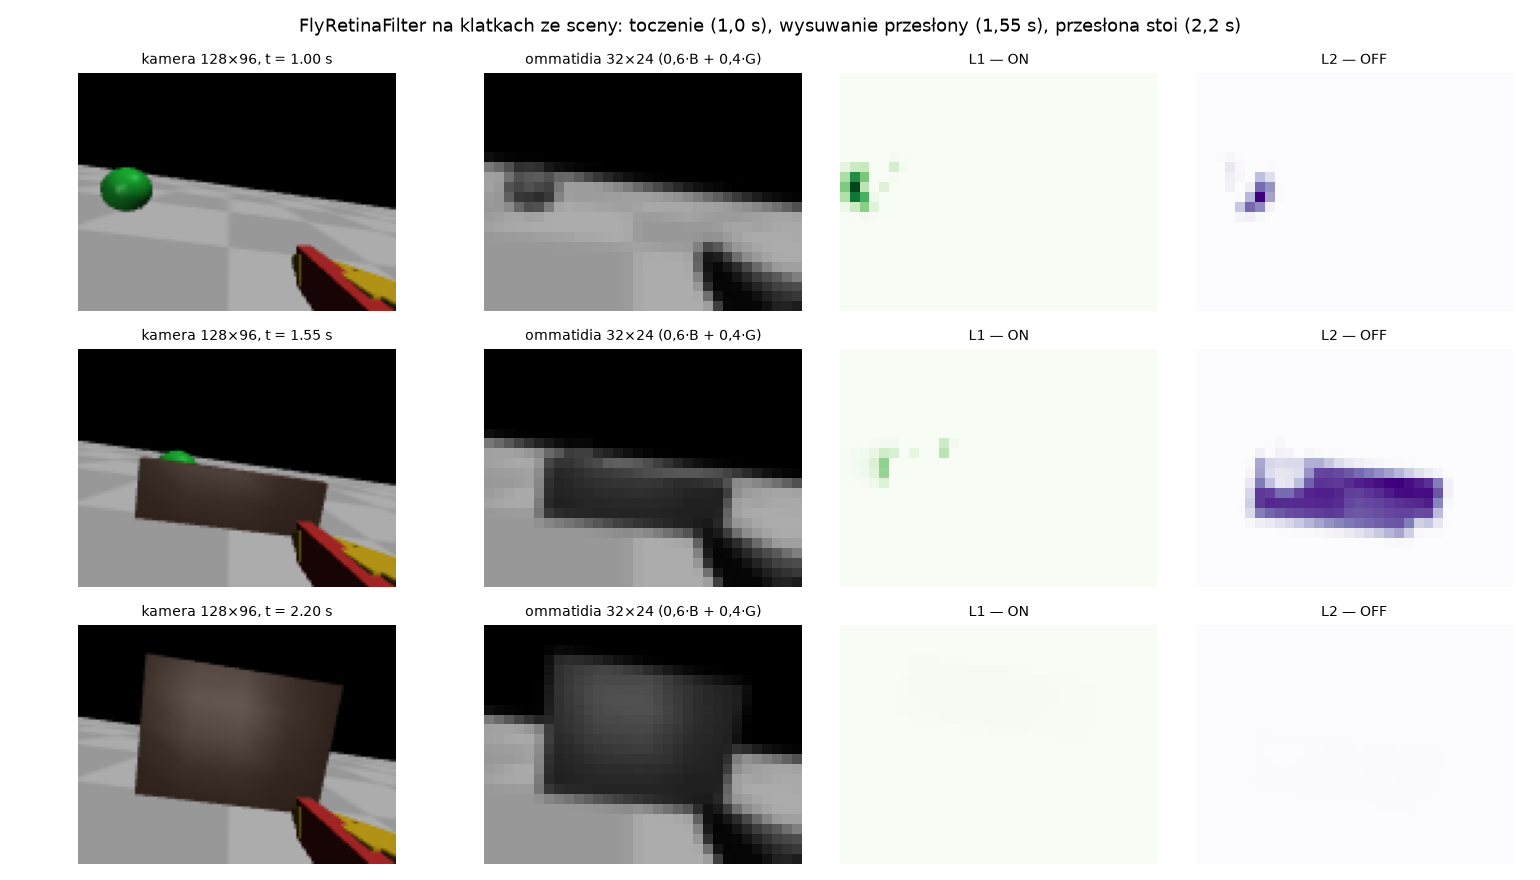 FlyRetinaFilter na klatkach ze sceny: toczenie (1,0 s), wysuwanie przesłony (1,55 s), przesłona stoi (2,2 s)
kamera 128×96, t = 1.00 s
ommatidia 32×24 (0,6·B + 0,4·G)
L1 — ON
L2 — OFF
kamera 128×96, t = 1.55 s
ommatidia 32×24 (0,6·B + 0,4·G)
L1 — ON
L2 — OFF
kamera 128×96, t = 2.20 s
ommatidia 32×24 (0,6·B + 0,4·G)
L1 — ON
L2 — OFF